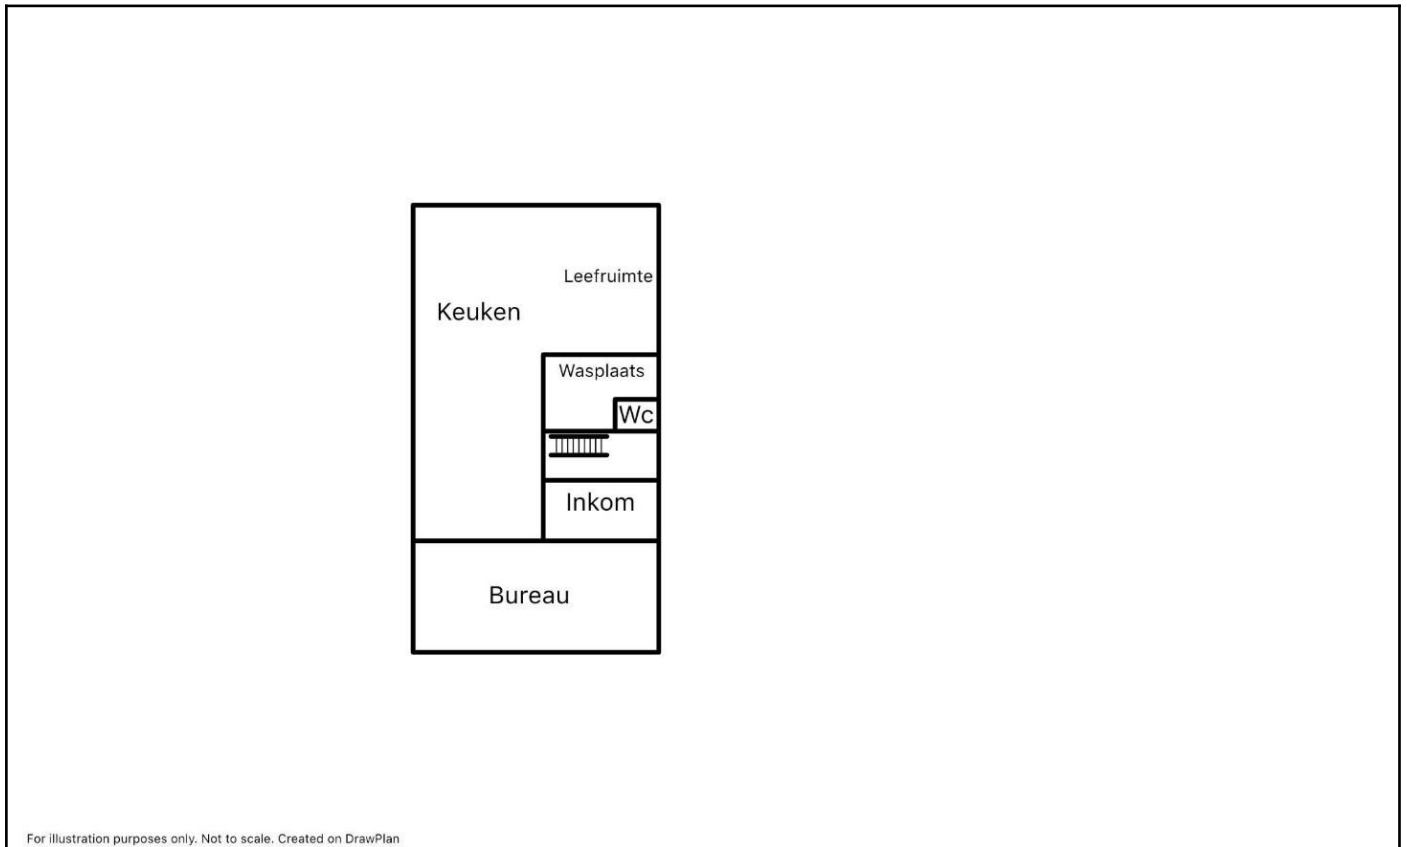 Leefruimte
Keuken
Wasplaats
Wc
Inkom
Bureau
For illustration purposes only. Not to scale. Created on DrawPlan